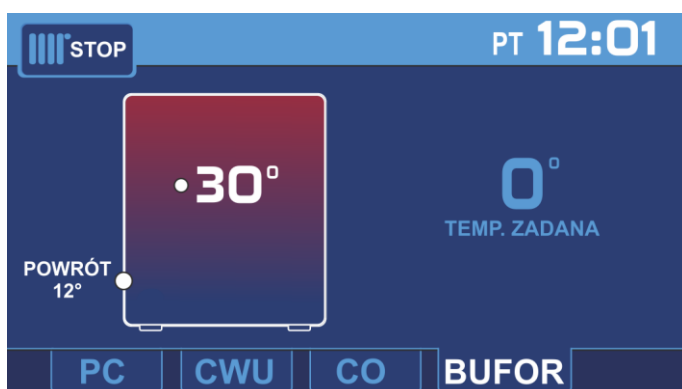 STOP
PT 12:01
30°
0°
TEMP. ZADANA
POWRÓT
12°
PC
CWU
CO
BUFOR